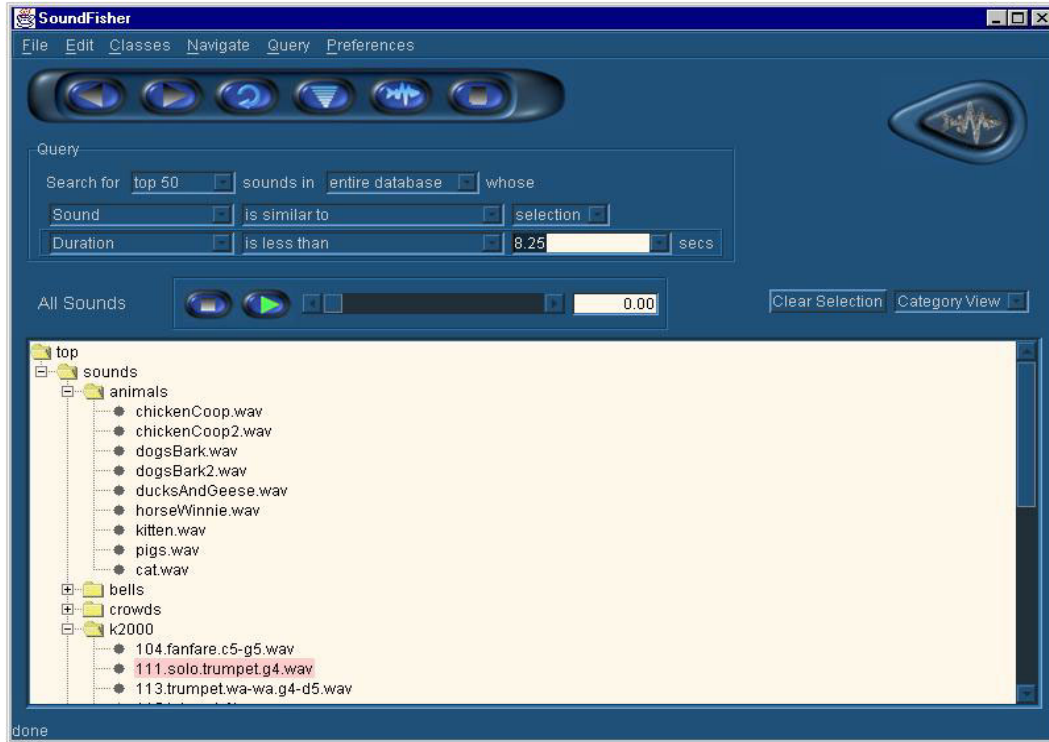 SoundFisher
File Edit Classes Navigate Query Preferences
Query
Search for top 50 sounds in entire database whose
Sound is similar to selection
Duration is less than 8.25 secs
All Sounds 0.00 Clear Selection Category View
top
sounds
animals
chickenCoop.wav
chickenCoop2.wav
dogsBark.wav
dogsBark2.wav
ducksAndGeese.wav
horseWinnie.wav
kitten.wav
pigs.wav
cat.wav
bells
crowds
k2000
104.fanfare.c5-g5.wav
111.solo.trumpet.g4.wav
113.trumpet.wa-wa.g4-d5.wav
done